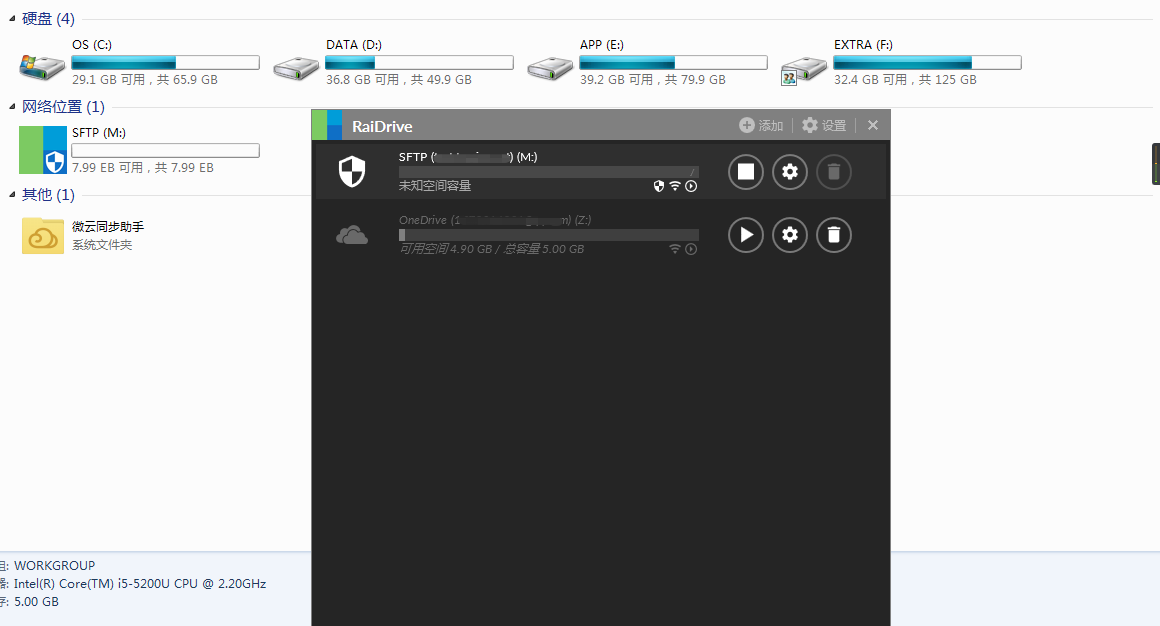 硬盘 (4)
OS (C:)
29.1 GB 可用 , 共 65.9 GB
DATA (D:)
36.8 GB 可用 , 共 49.9 GB
APP (E:)
39.2 GB 可用 , 共 79.9 GB
EXTRA (F:)
32.4 GB 可用 , 共 125 GB
网络位置 (1)
SFTP (M:)
7.99 EB 可用 , 共 7.99 EB
其他 (1)
微云同步助手
系统文件夹
RaiDrive
添加
设置
SFTP ( ) (M:)
/
未知空间容量
OneDrive ( ) (Z:)
可用空间 4.90 GB / 总容量 5.00 GB
WORKGROUP
Intel(R) Core(TM) i5-5200U CPU @ 2.20GHz
5.00 GB